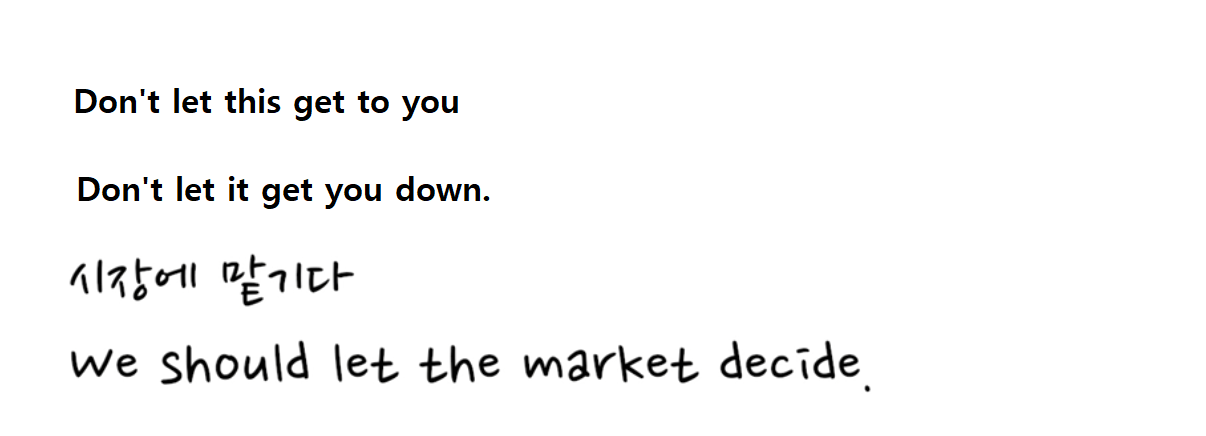 Don't let this get to you
Don't let it get you down.
시장에 맡기다
We should let the market decide.